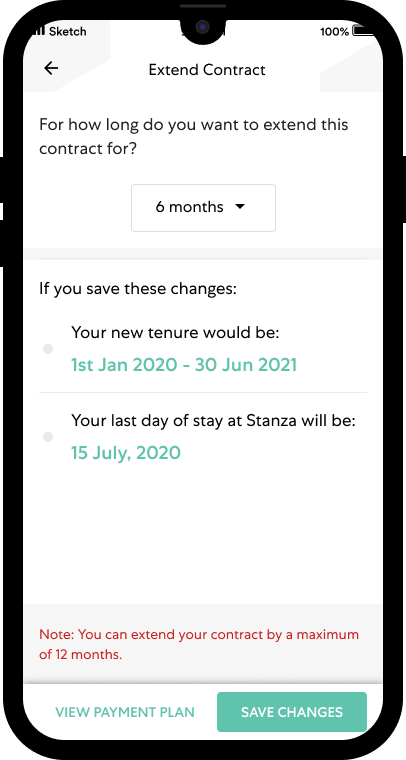 Sketch
100%
Extend Contract
For how long do you want to extend this
contract for?
6 months
If you save these changes:
Your new tenure would be:
1st Jan 2020 - 30 Jun 2021
Your last day of stay at Stanza will be:
15 July, 2020
Note: You can extend your contract by a maximum
of 12 months.
VIEW PAYMENT PLAN
SAVE CHANGES